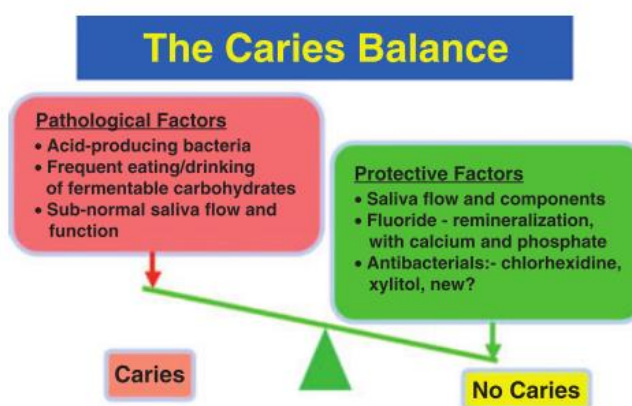 The Caries Balance
Pathological Factors
• Acid-producing bacteria
• Frequent eating/drinking
of fermentable carbohydrates
• Sub-normal saliva flow and
function
Protective Factors
• Saliva flow and components
• Fluoride - remineralization,
with calcium and phosphate
• Antibacterials:- chlorhexidine,
xylitol, new?
Caries
No Caries